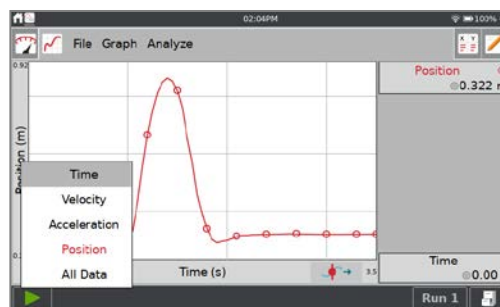 02:04PM
100%
File Graph Analyze
X Y
0.92
Position (m)
Position
0.322
Time
Velocity
Acceleration
Position
All Data
Time (s)
3.5
Time
0.00
Run 1